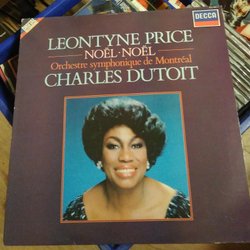 DECCA
LEONTYNE PRICE
NOËL·NOËL
Orchestre symphonique de Montréal
CHARLES DUTOIT